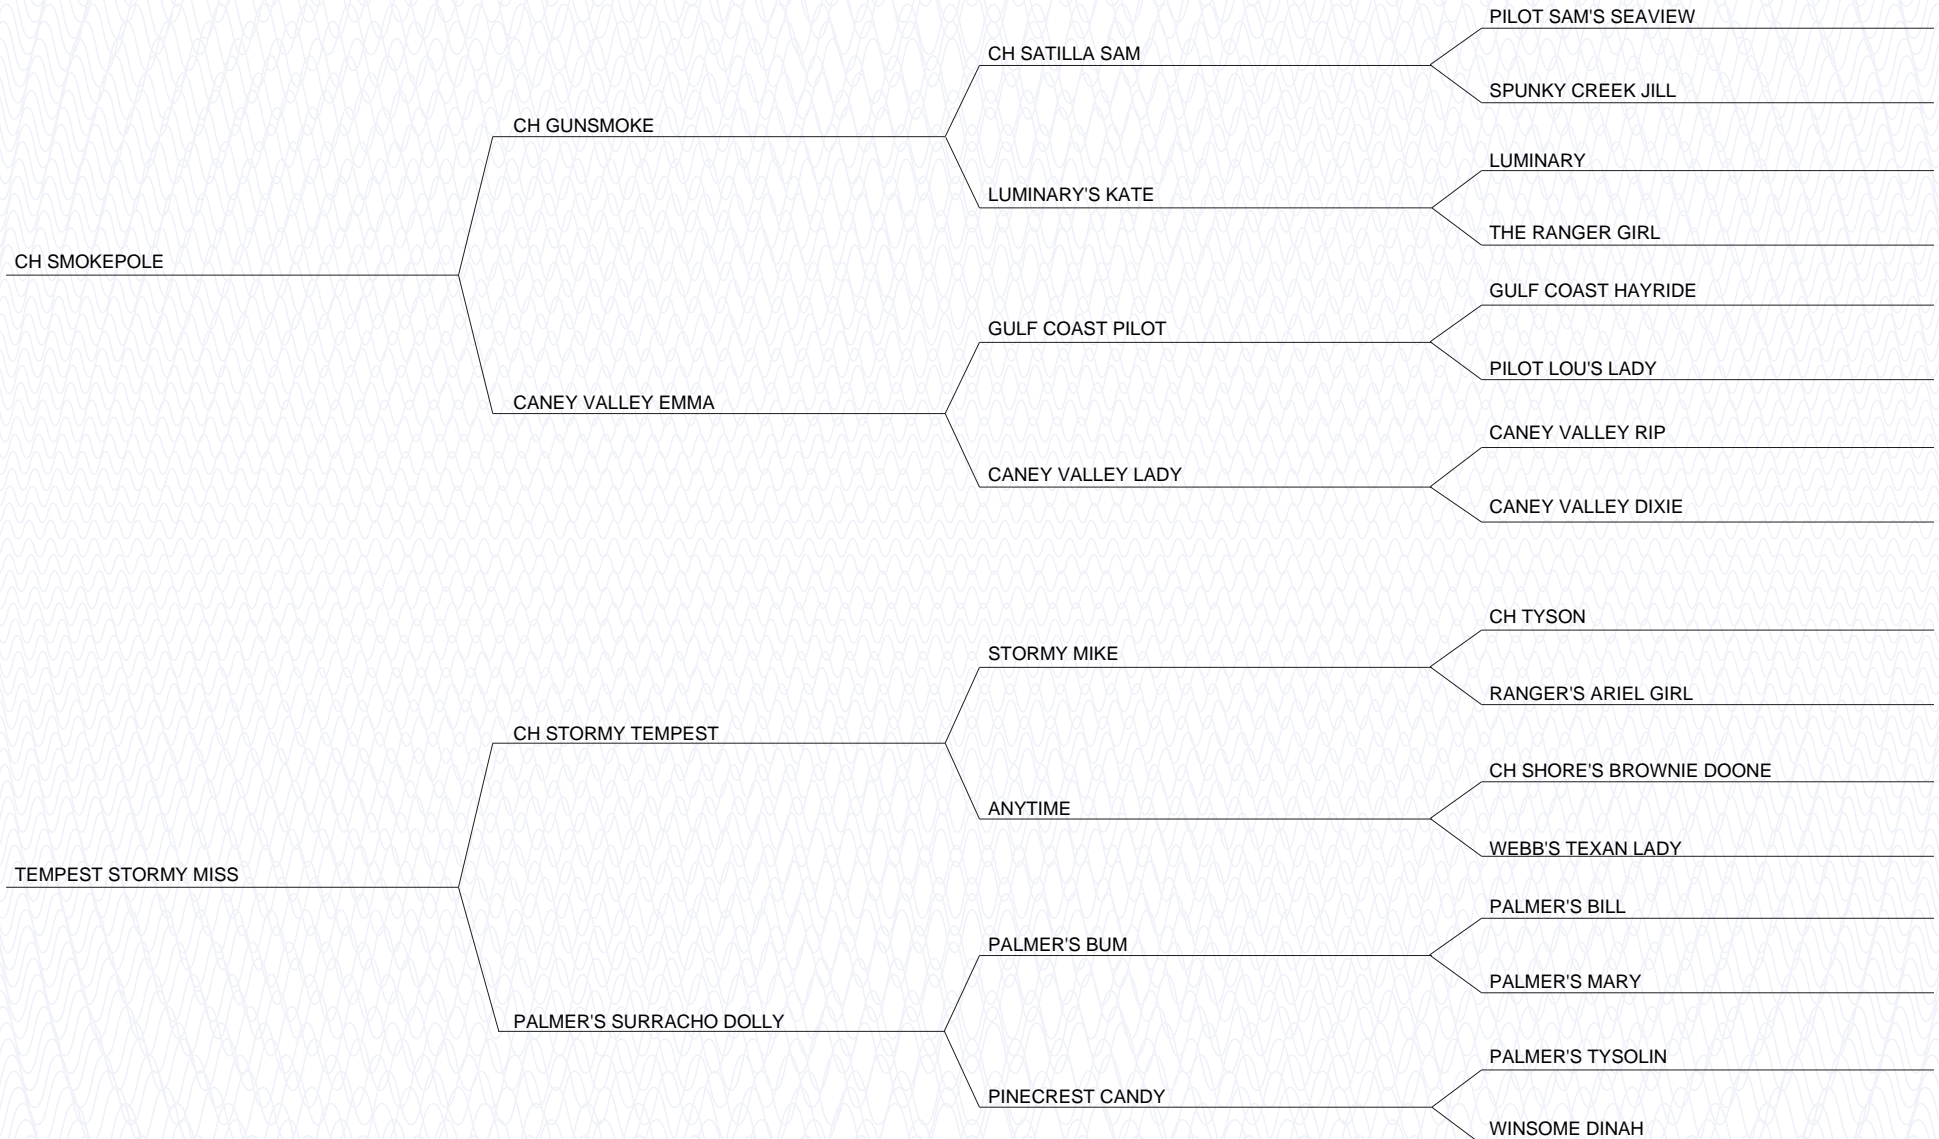 PILOT SAM'S SEAVIEW
CH SATILLA SAM
SPUNKY CREEK JILL
CH GUNSMOKE
LUMINARY
LUMINARY'S KATE
THE RANGER GIRL
CH SMOKEPOLE
GULF COAST HAYRIDE
GULF COAST PILOT
PILOT LOU'S LADY
CANEY VALLEY EMMA
CANEY VALLEY RIP
CANEY VALLEY LADY
CANEY VALLEY DIXIE
CH TYSON
STORMY MIKE
RANGER'S ARIEL GIRL
CH STORMY TEMPEST
CH SHORE'S BROWNIE DOONE
ANYTIME
WEBB'S TEXAN LADY
TEMPEST STORMY MISS
PALMER'S BILL
PALMER'S BUM
PALMER'S MARY
PALMER'S SURRACHO DOLLY
PALMER'S TYSOLIN
PINECREST CANDY
WINSOME DINAH